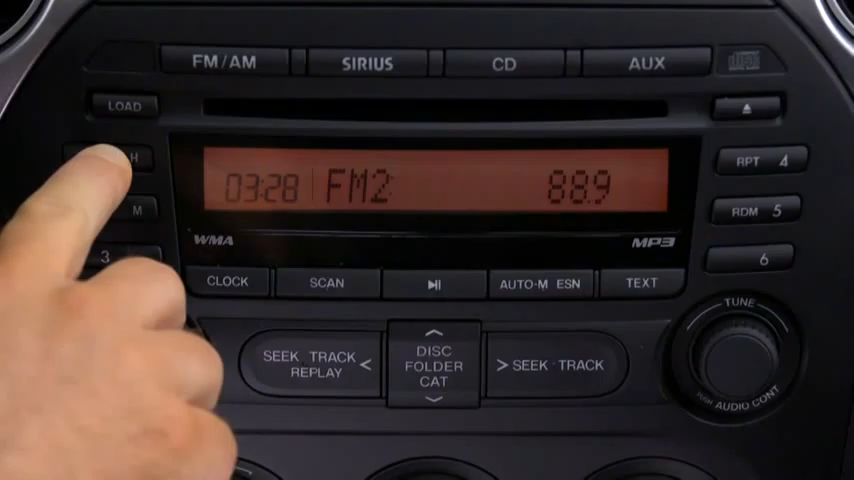 FM/AM SIRIUS CD AUX
LOAD
H RPT 4
03:28 FM2 88.9
M RDM 5
WMA MP3
3 6
CLOCK SCAN AUTO-M ESN TEXT
TUNE
SEEK TRACK
REPLAY <
DISC
FOLDER
CAT
> SEEK TRACK
PUSH AUDIO CONT